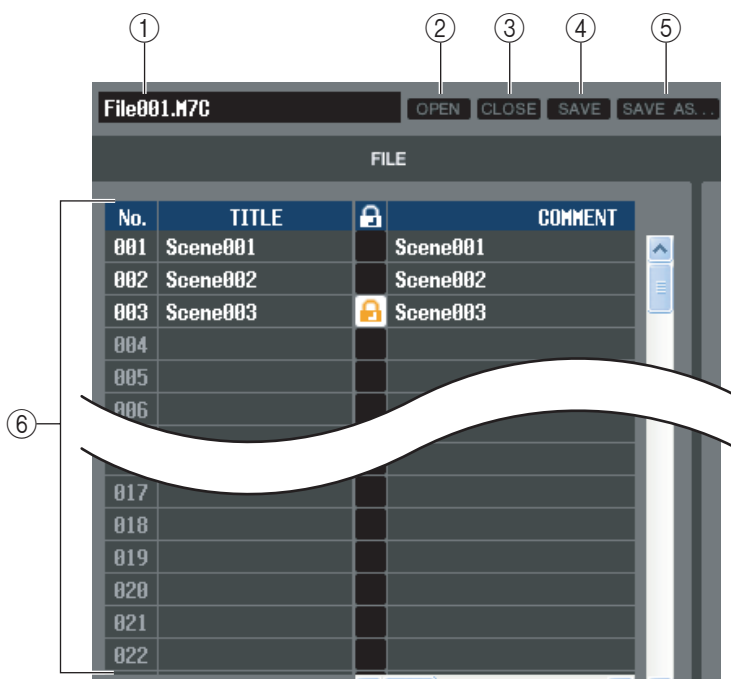 ① ② ③ ④ ⑤
File001.M7C OPEN CLOSE SAVE SAVE AS...
FILE
No. TITLE COMMENT
001 Scene001 Scene001
002 Scene002 Scene002
003 Scene003 Scene003
004
005
006
⑥
017
018
019
020
021
022